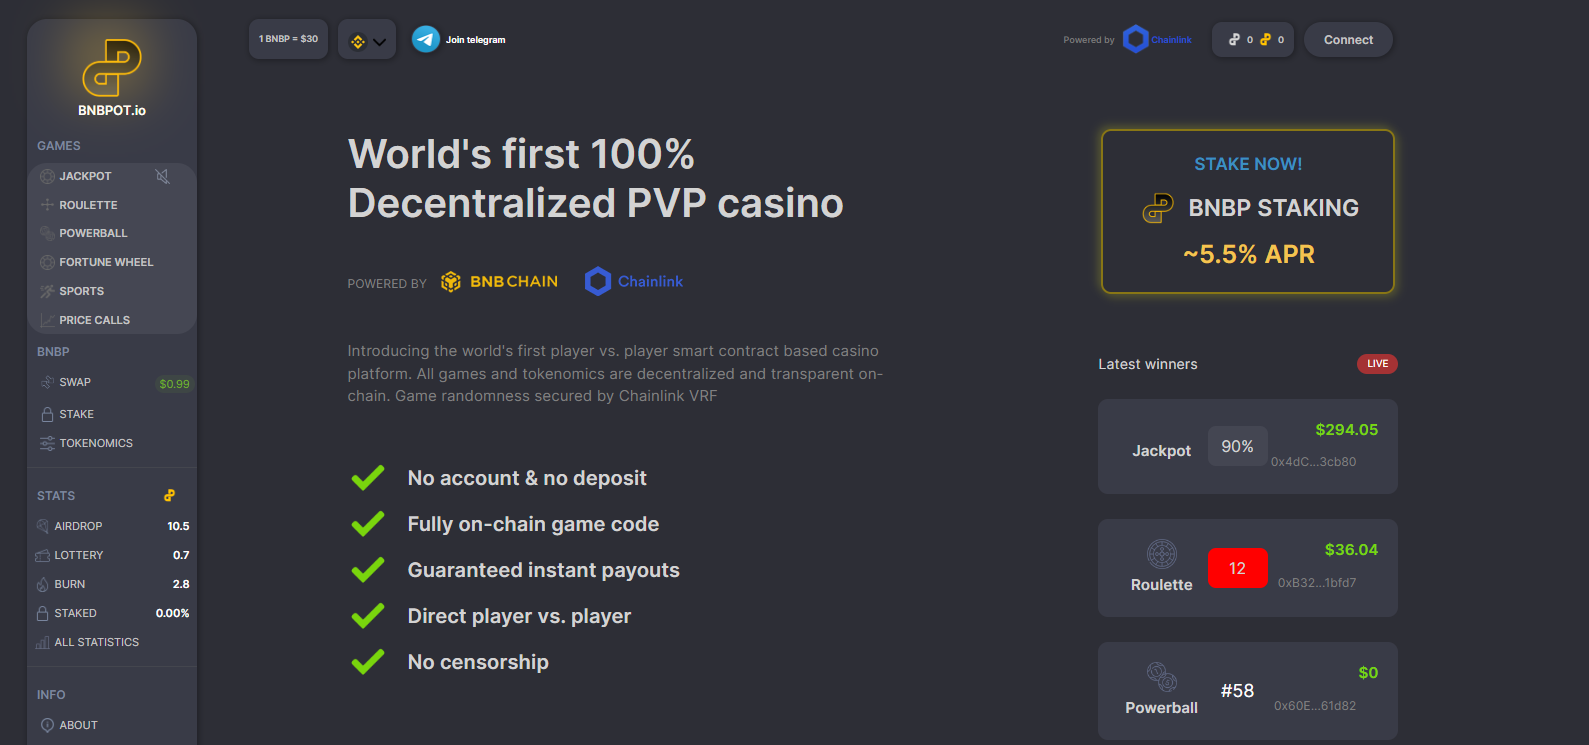 BNBPOT.io
GAMES
JACKPOT
ROULETTE
POWERBALL
FORTUNE WHEEL
SPORTS
PRICE CALLS
BNBP
SWAP $0.99
STAKE
TOKENOMICS
STATS
AIRDROP 10.5
LOTTERY 0.7
BURN 2.8
STAKED 0.00%
ALL STATISTICS
INFO
ABOUT
1 BNBP = $30
Join telegram
Powered by Chainlink
0 0
Connect
World's first 100%
Decentralized PVP casino
POWERED BY BNB CHAIN Chainlink
Introducing the world's first player vs. player smart contract based casino
platform. All games and tokenomics are decentralized and transparent on-
chain. Game randomness secured by Chainlink VRF
No account & no deposit
Fully on-chain game code
Guaranteed instant payouts
Direct player vs. player
No censorship
STAKE NOW!
BNBP STAKING
~5.5% APR
Latest winners LIVE
Jackpot 90% $294.05
0x4dC...3cb80
Roulette 12 $36.04
0xB32...1bfd7
Powerball #58 $0
0x60E...61d82